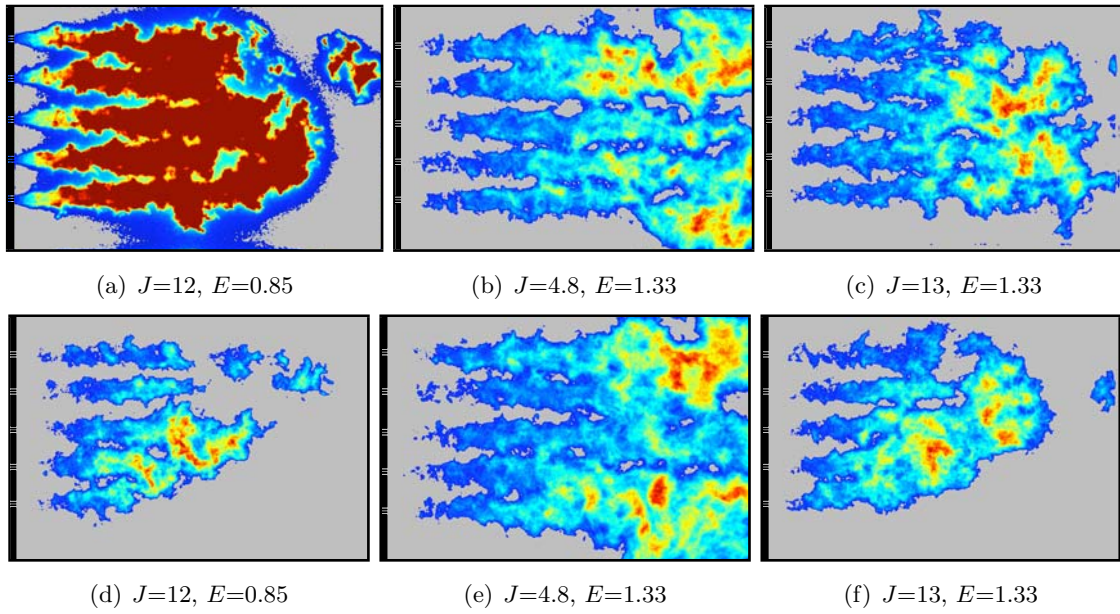 (a) J=12, E=0.85
(b) J=4.8, E=1.33
(c) J=13, E=1.33
(d) J=12, E=0.85
(e) J=4.8, E=1.33
(f) J=13, E=1.33